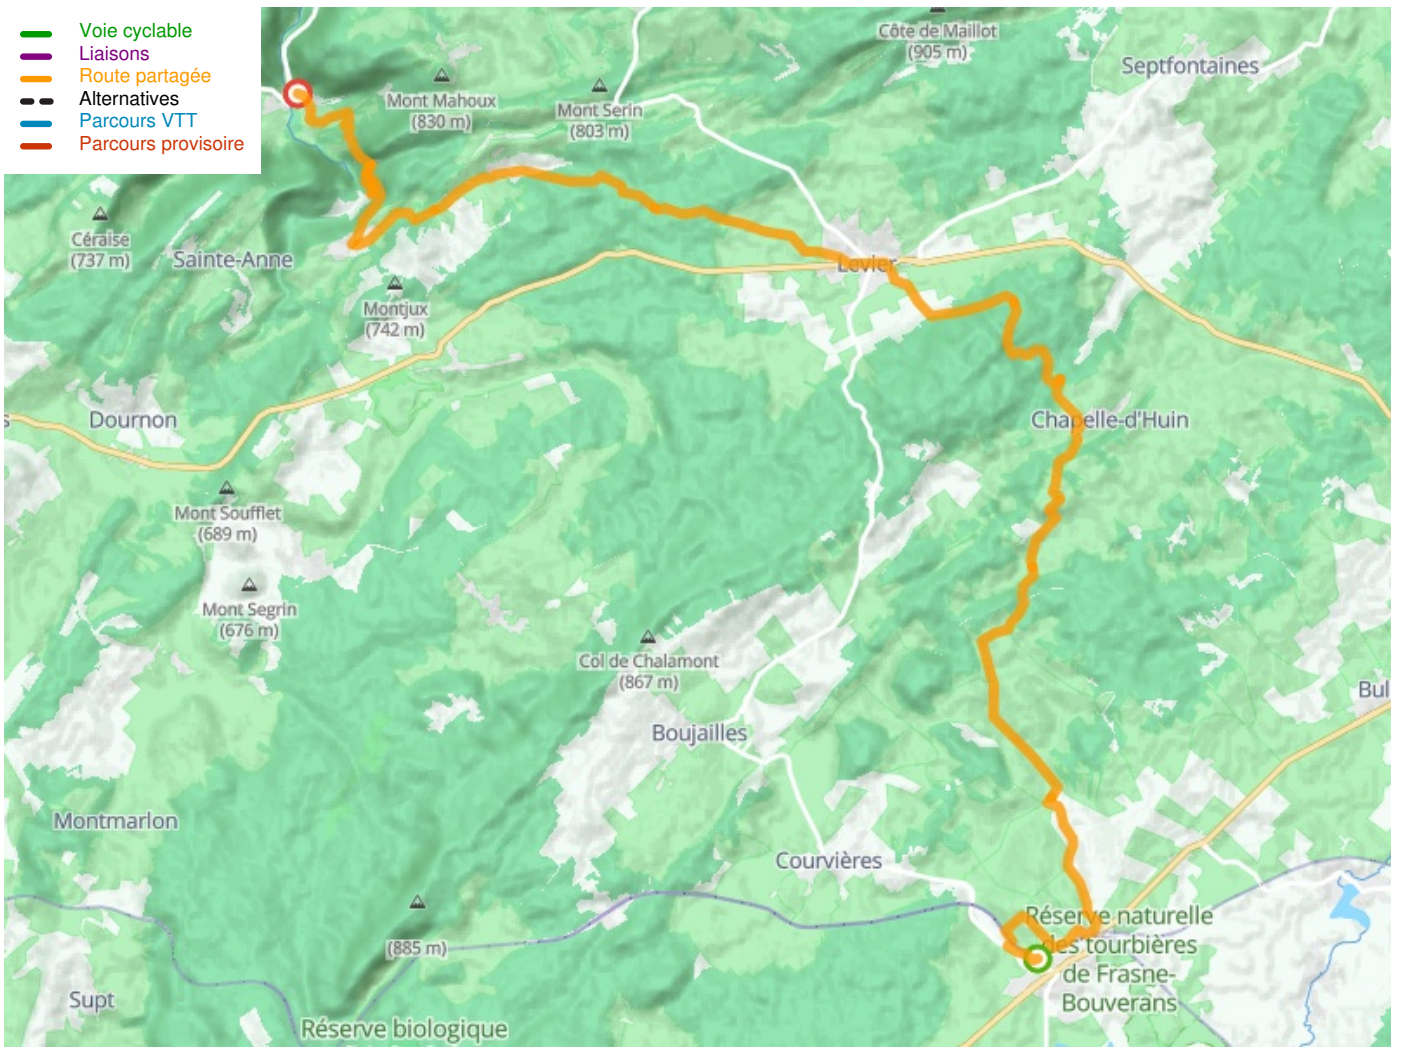 Voie cyclable
Liaisons
Route partagée
Alternatives
Parcours VTT
Parcours provisoire
Côte de Maillot
(905 m)
Septfontaines
Mont Mahoux
(830 m)
Mont Serin
(803 m)
Céraise
(737 m)
Sainte-Anne
Levier
Montjux
(742 m)
s
Dournon
Chapelle-d'Huin
Mont Soufflet
(689 m)
Mont Segrin
(676 m)
Col de Chalamont
(867 m)
Bul
Boujailles
Montmarlon
Courvières
Réserve naturelle
des tourbières
de Frasne-
Bouverans
(885 m)
Supt
Réserve biologique